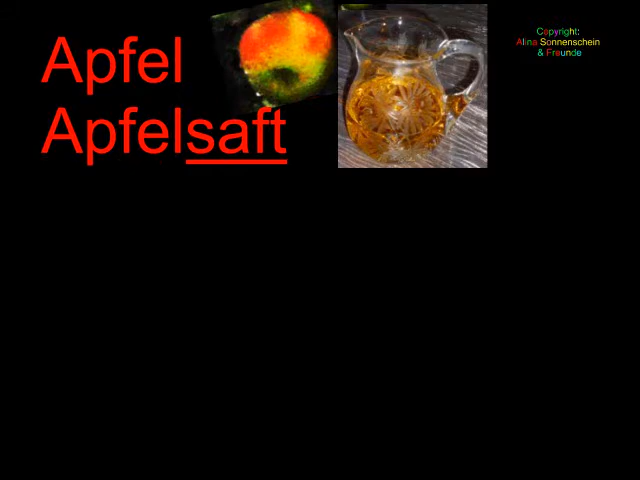 Apfel
Apfelsaft
Copyright:
Alina Sonnenschein
& Freunde